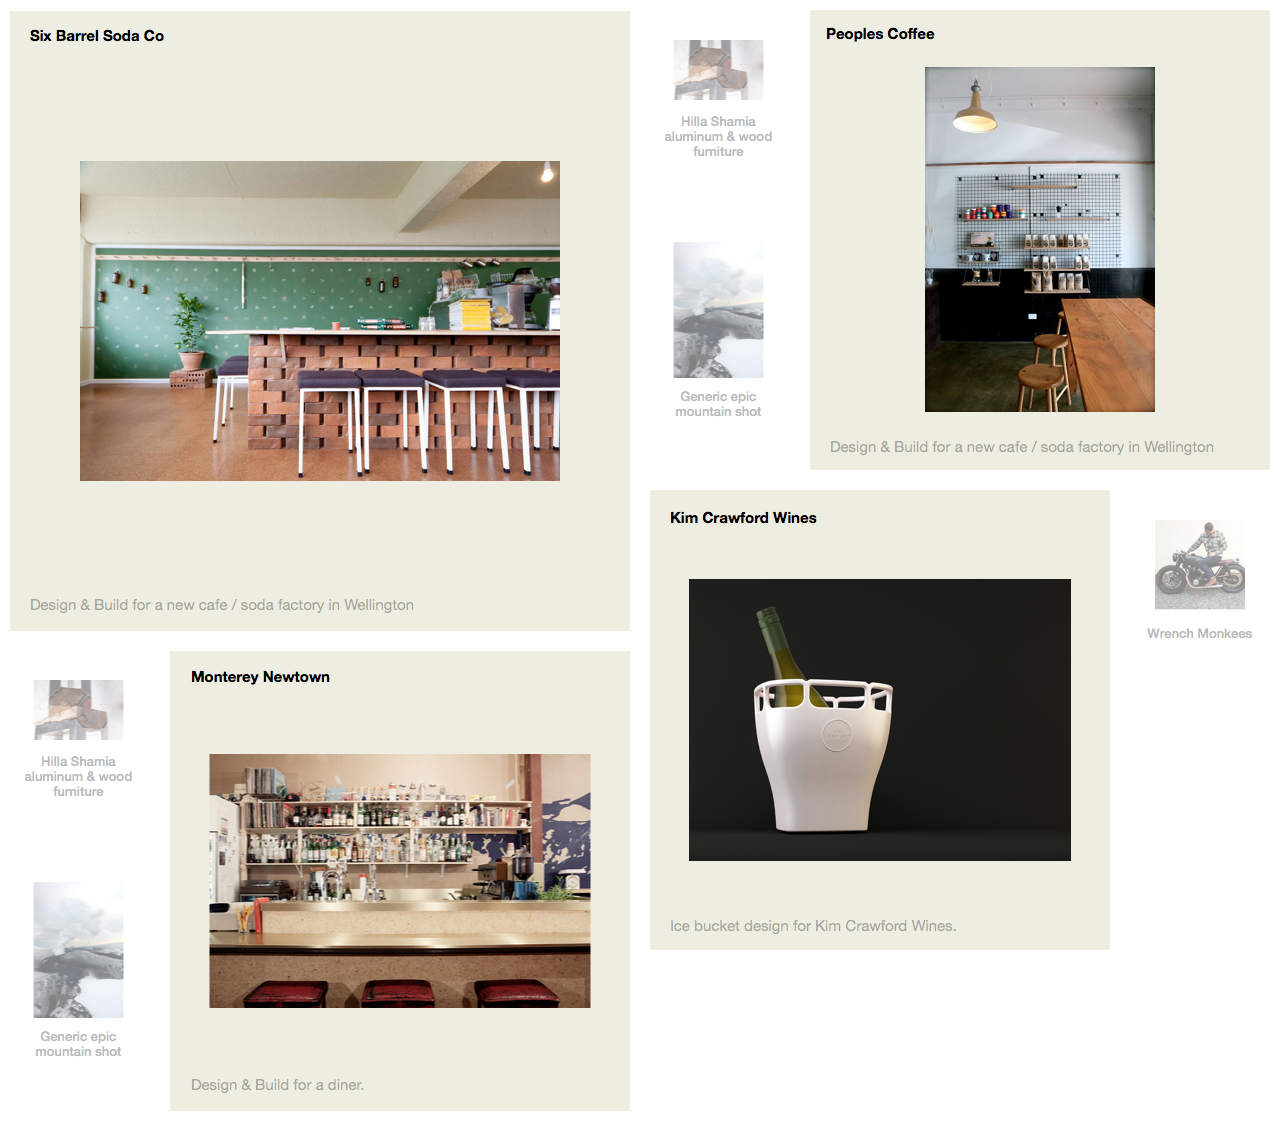 Six Barrel Soda Co
Design & Build for a new cafe / soda factory in Wellington
Hilla Shamia
aluminum & wood
furniture
Generic epic
mountain shot
Peoples Coffee
Design & Build for a new cafe / soda factory in Wellington
Kim Crawford Wines
Ice bucket design for Kim Crawford Wines.
Wrench Monkees
Hilla Shamia
aluminum & wood
furniture
Generic epic
mountain shot
Monterey Newtown
Design & Build for a diner.